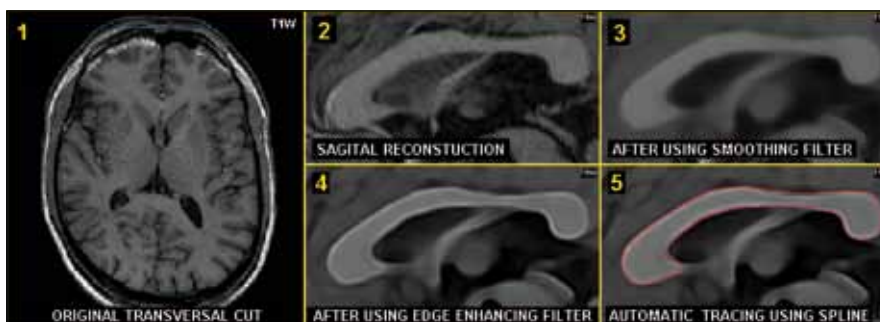 1
T1W
ORIGINAL TRANSVERSAL CUT
2
SAGITAL RECONSTUCTION
3
AFTER USING SMOOTHING FILTER
4
AFTER USING EDGE ENHANCING FILTER
5
AUTOMATIC TRACING USING SPLINE